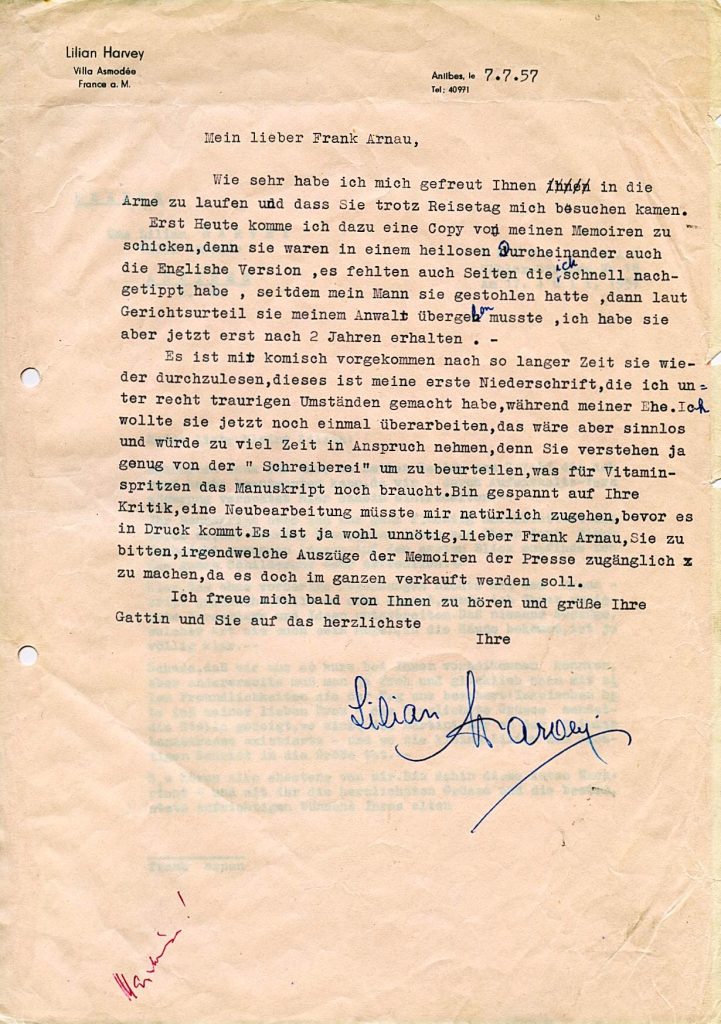 Lilian Harvey
Villa Asmodée
France a. M.
Antibes, le 7.7.57
Tel: 40971
Mein lieber Frank Arnau,
Wie sehr habe ich mich gefreut Ihnen in die
Arme zu laufen und dass Sie trotz Reisetag mich besuchen kamen.
Erst Heute komme ich dazu eine Copy von meinen Memoiren zu
schicken,denn sie waren in einem heilosen Durcheinander auch
die Englishe Version ,es fehlten auch Seiten die ich schnell nach-
getippt habe , seitdem mein Mann sie gestohlen hatte ,dann laut
Gerichtsurteil sie meinem Anwalt übergeben musste ,ich habe sie
aber jetzt erst nach 2 Jahren erhalten . -
Es ist mit komisch vorgekommen nach so langer Zeit sie wie-
der durchzulesen,dieses ist meine erste Niederschrift,die ich un=
ter recht traurigen Umständen gemacht habe,während meiner Ehe.Ich
wollte sie jetzt noch einmal überarbeiten,das wäre aber sinnlos
und würde zu viel Zeit in Anspruch nehmen,denn Sie verstehen ja
genug von der " Schreiberei" um zu beurteilen,was für Vitamin-
spritzen das Manuskript noch braucht.Bin gespannt auf Ihre
Kritik,eine Neubearbeitung müsste mir natürlich zugehen,bevor es
in Druck kommt.Es ist ja wohl unnötig,lieber Frank Arnau,Sie zu
bitten,irgendwelche Auszüge der Memoiren der Presse zugänglich x
zu machen,da es doch im ganzen verkauft werden soll.
Ich freue mich bald von Ihnen zu hören und grüße Ihre
Gattin und Sie auf das herzlichste
Ihre
Lilian Harvey.